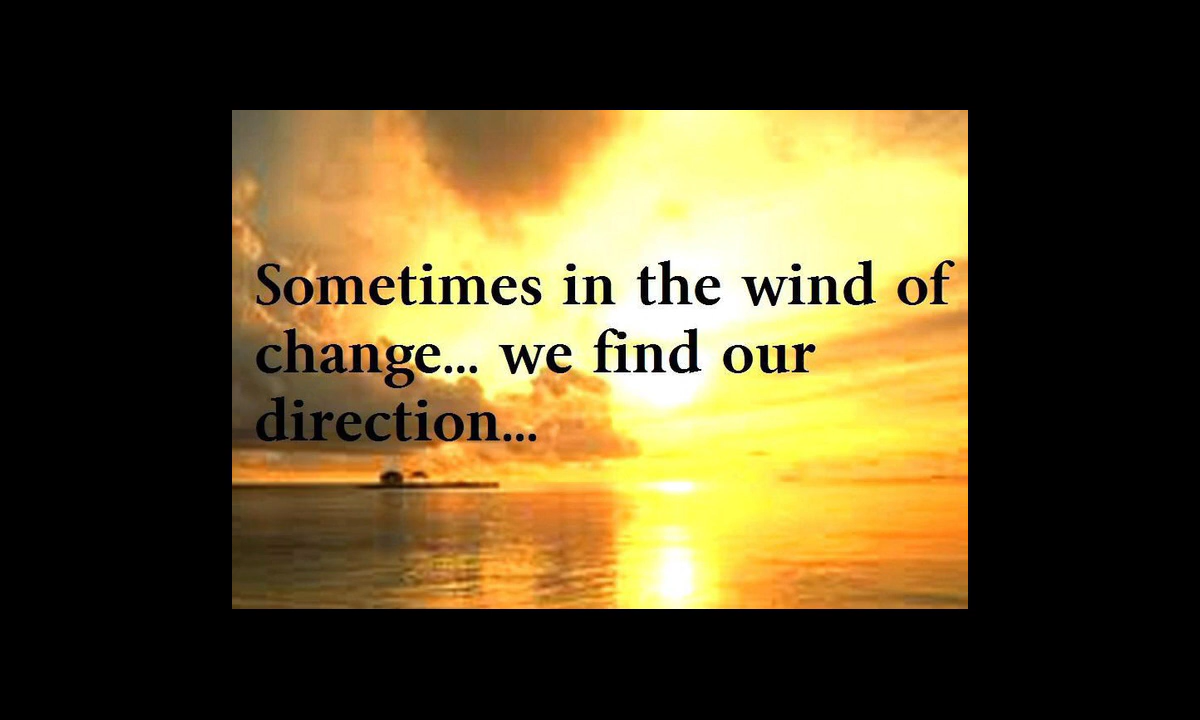 Sometimes in the wind of
change... we find our
direction...